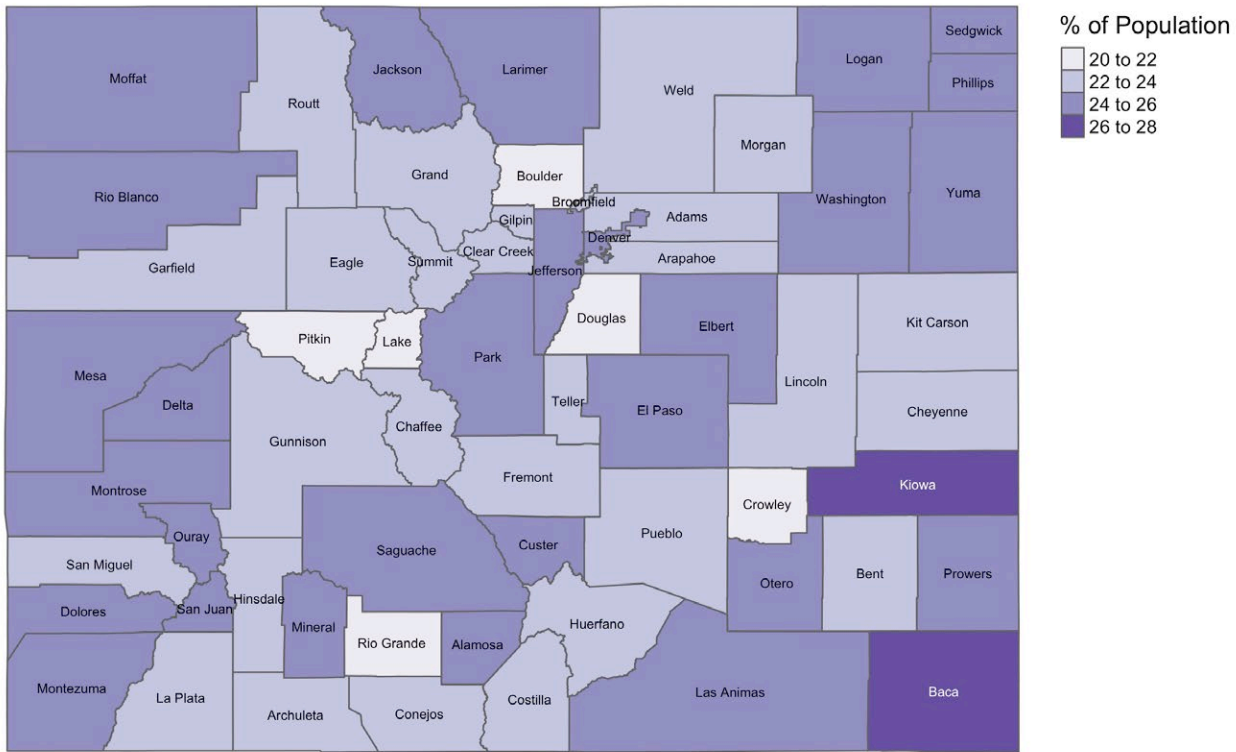 % of Population
20 to 22
22 to 24
24 to 26
26 to 28
Moffat
Routt
Jackson
Larimer
Weld
Logan
Sedgwick
Phillips
Morgan
Grand
Boulder
Rio Blanco
Washington
Yuma
Broomfield
Gilpin
Adams
Denver
Clear Creek
Garfield
Eagle
Summit
Jefferson
Arapahoe
Pitkin
Lake
Douglas
Elbert
Kit Carson
Mesa
Park
Lincoln
Delta
Teller
El Paso
Cheyenne
Chaffee
Gunnison
Fremont
Kiowa
Montrose
Crowley
Ouray
Pueblo
Saguache
Custer
San Miguel
Bent
Prowers
Otero
Hinsdale
Dolores
San Juan
Mineral
Huerfano
Rio Grande
Alamosa
Montezuma
La Plata
Costilla
Las Animas
Baca
Archuleta
Conejos